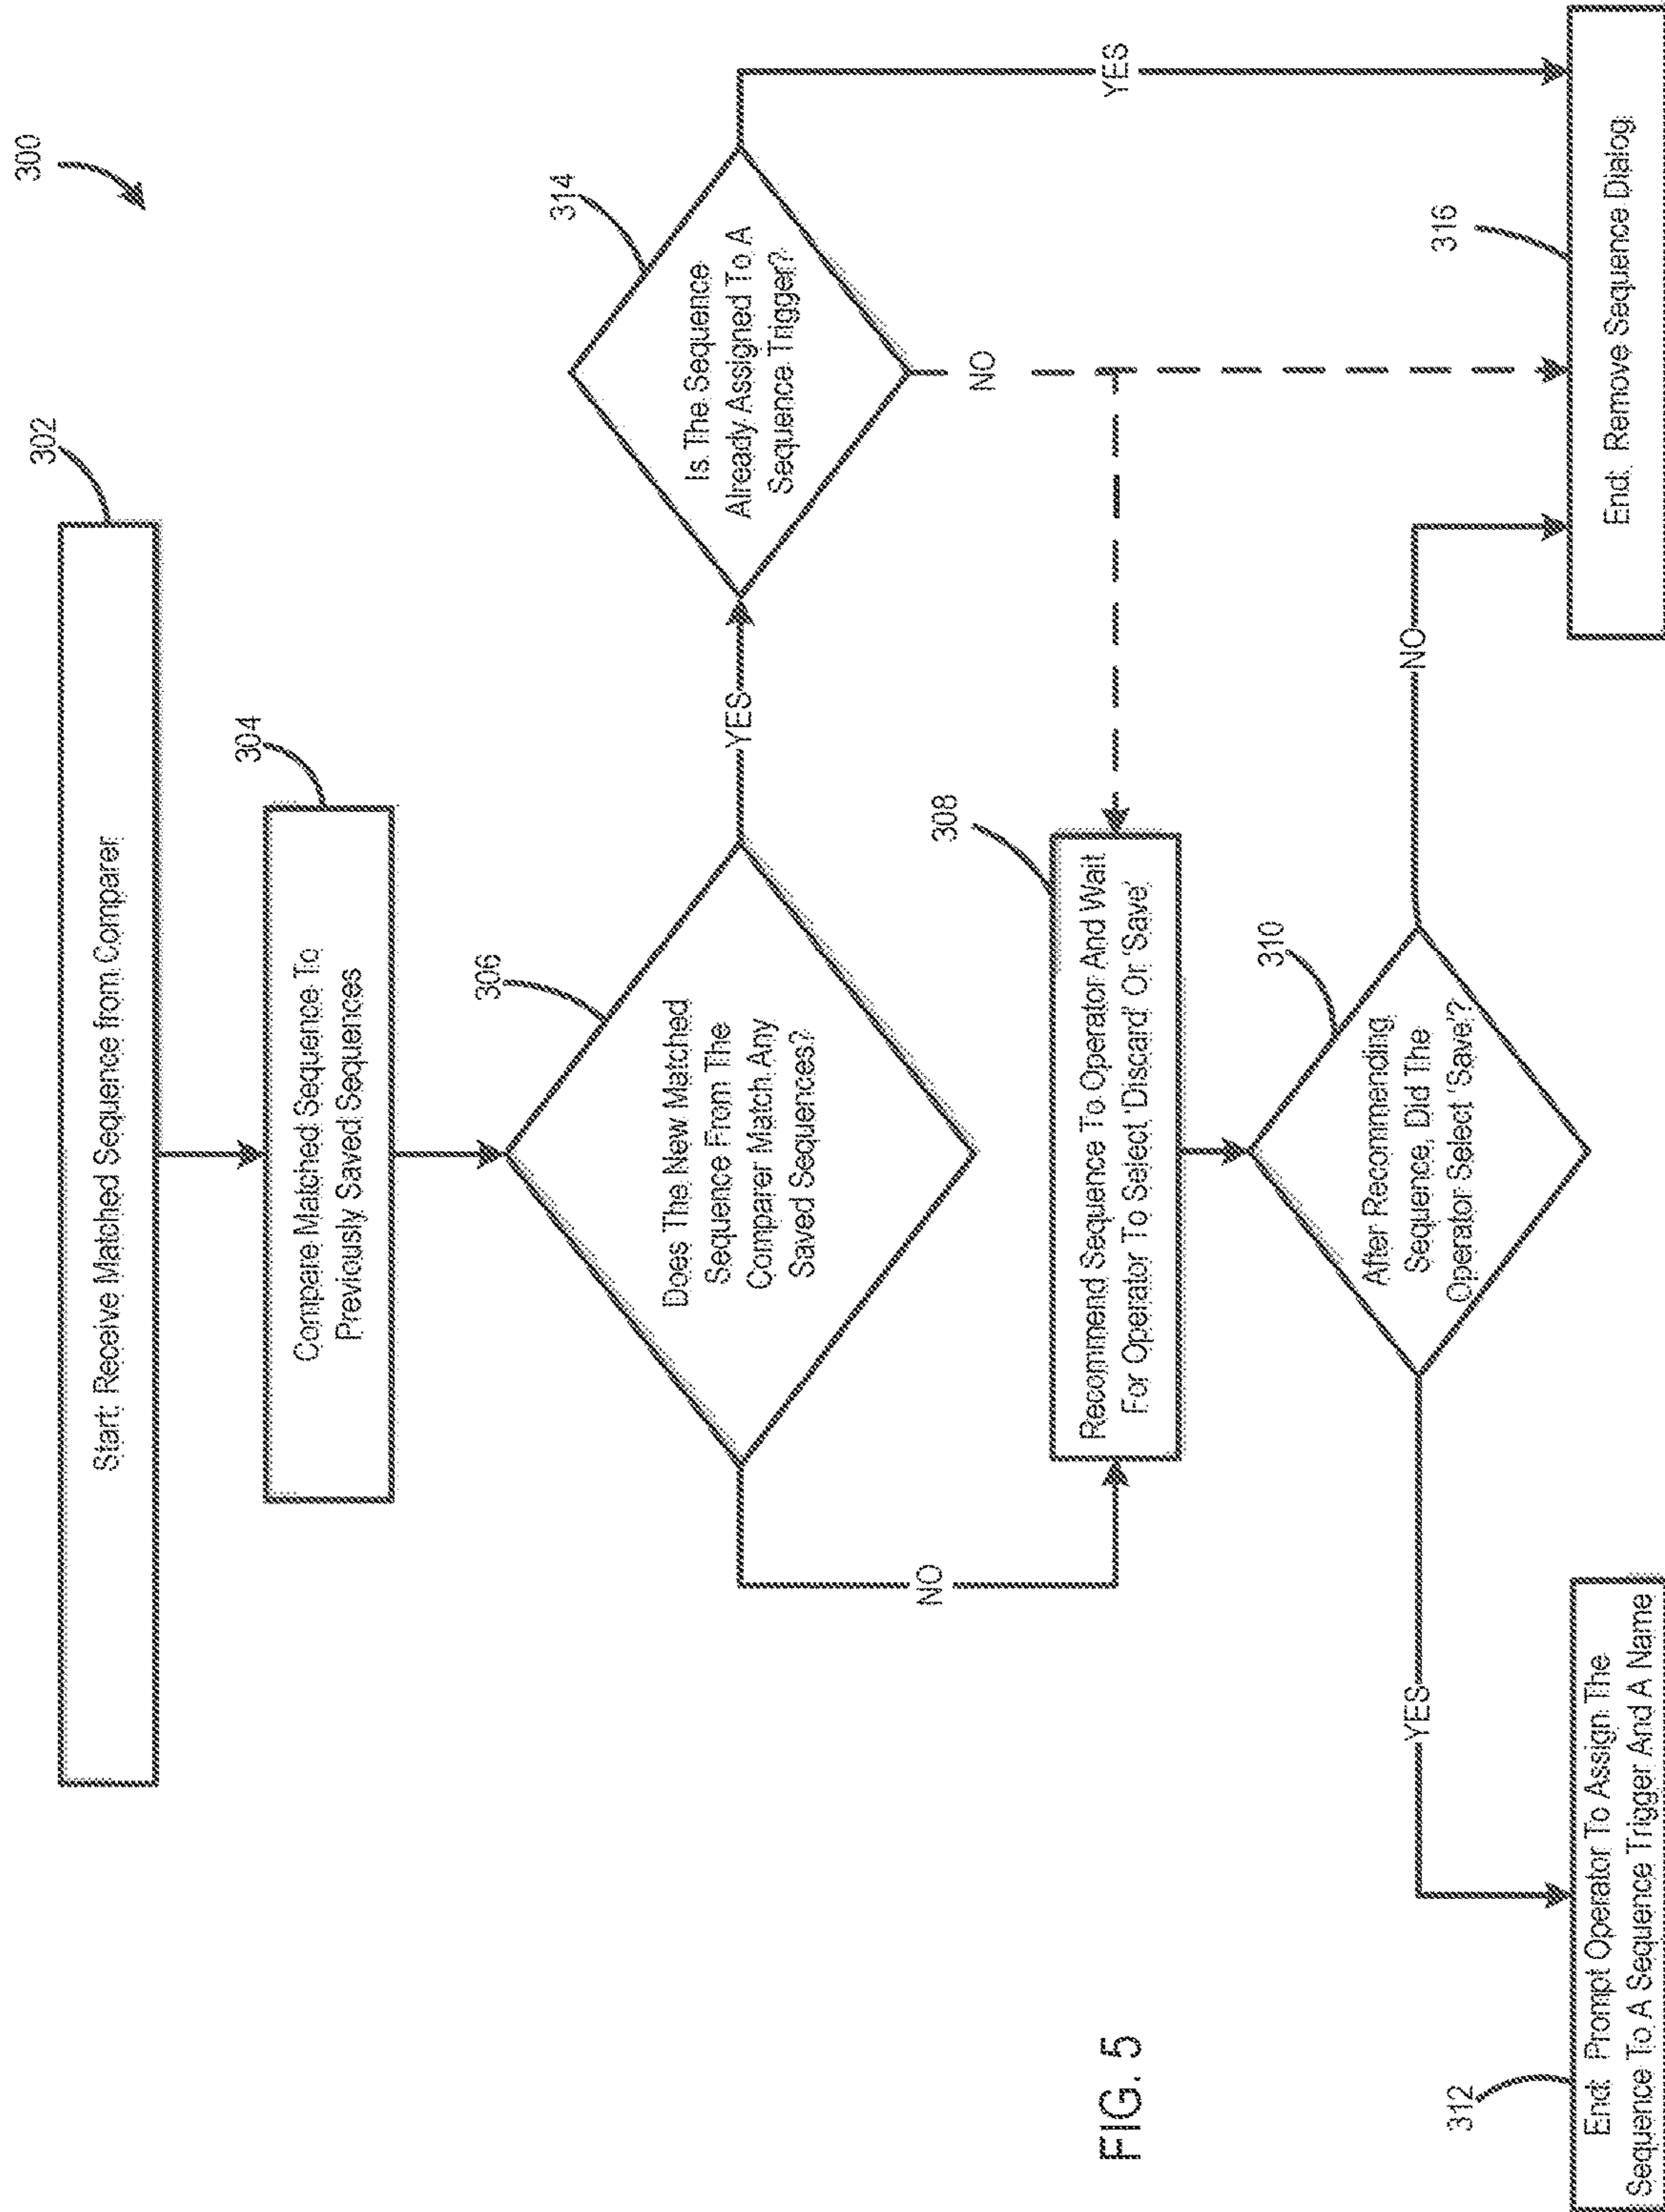 300
302
Start: Receive Matched Sequence from Comparer
304
Compare Matched Sequence To
Previously Saved Sequences
306
Does The New Matched
Sequence From The
Comparer Match Any
Saved Sequences?
YES
314
Is The Sequence
Already Assigned To A
Sequence Trigger?
YES
NO
NO
308
Recommend Sequence To Operator And Wait
For Operator To Select 'Discard' Or 'Save'
310
After Recommending
Sequence, Did The
Operator Select 'Save'?
YES
NO
312
End: Prompt Operator To Assign The
Sequence To A Sequence Trigger And A Name
316
End: Remove Sequence Dialog
FIG. 5